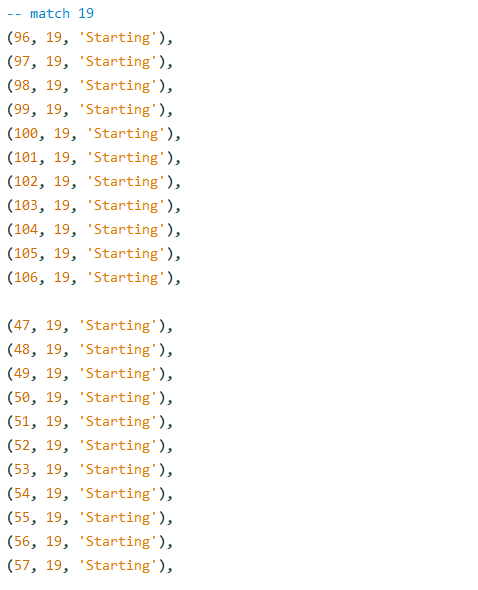 -- match 19
(96, 19, 'Starting'),
(97, 19, 'Starting'),
(98, 19, 'Starting'),
(99, 19, 'Starting'),
(100, 19, 'Starting'),
(101, 19, 'Starting'),
(102, 19, 'Starting'),
(103, 19, 'Starting'),
(104, 19, 'Starting'),
(105, 19, 'Starting'),
(106, 19, 'Starting'),

(47, 19, 'Starting'),
(48, 19, 'Starting'),
(49, 19, 'Starting'),
(50, 19, 'Starting'),
(51, 19, 'Starting'),
(52, 19, 'Starting'),
(53, 19, 'Starting'),
(54, 19, 'Starting'),
(55, 19, 'Starting'),
(56, 19, 'Starting'),
(57, 19, 'Starting'),